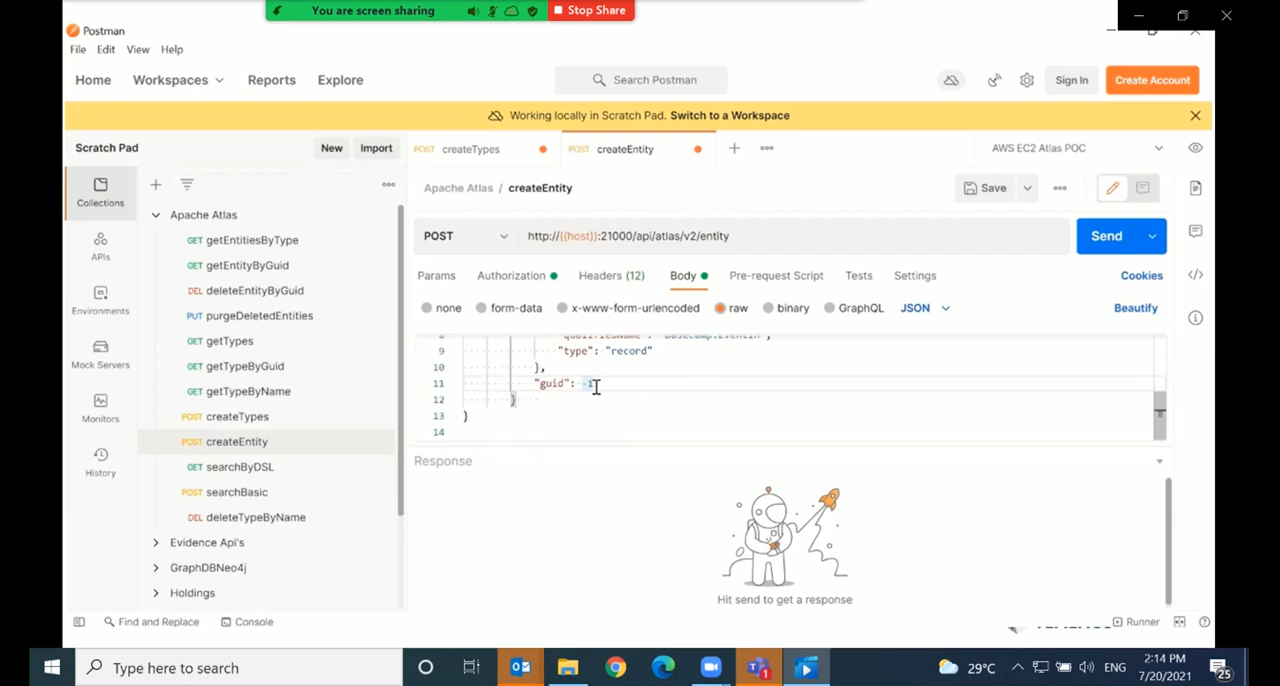 You are screen sharing
Stop Share
Postman
File Edit View Help
Home Workspaces Reports Explore
Search Postman
Sign In
Create Account
Working locally in Scratch Pad. Switch to a Workspace
Scratch Pad
New
Import
POST createTypes
POST createEntity
AWS EC2 Atlas POC
Collections
APIs
Environments
Mock Servers
Monitors
History
Apache Atlas
GET getEntitiesByType
GET getEntityByGuid
DEL deleteEntityByGuid
PUT purgeDeletedEntities
GET getTypes
GET getTypeByGuid
GET getTypeByName
POST createTypes
POST createEntity
GET searchByDSL
POST searchBasic
DEL deleteTypeByName
Evidence Api's
GraphDBNeo4j
Holdings
Apache Atlas / createEntity
Save
POST http://{{host}}:21000/api/atlas/v2/entity
Send
Params Authorization Headers (12) Body Pre-request Script Tests Settings Cookies
none form-data x-www-form-urlencoded raw binary GraphQL JSON Beautify
9 "type": "record"
10 },
11 "guid": -1
12 }
13 }
14
Response
Hit send to get a response
Find and Replace
Console
Runner
Type here to search
29°C
ENG
2:14 PM
7/20/2021
25
1